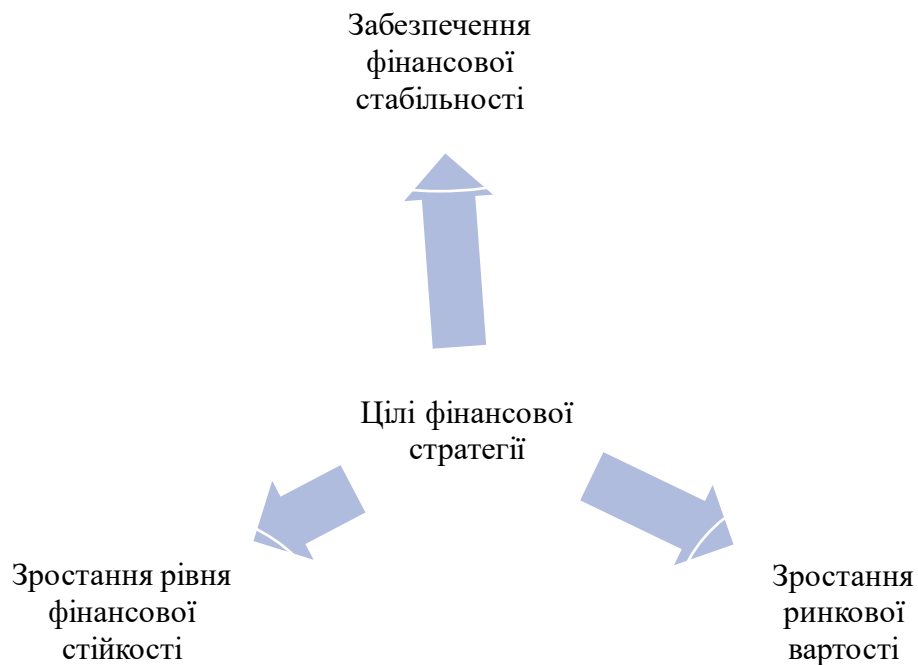 Забезпечення
фінансової
стабільності
Цілі фінансової
стратегії
Зростання рівня
фінансової
стійкості
Зростання
ринкової
вартості